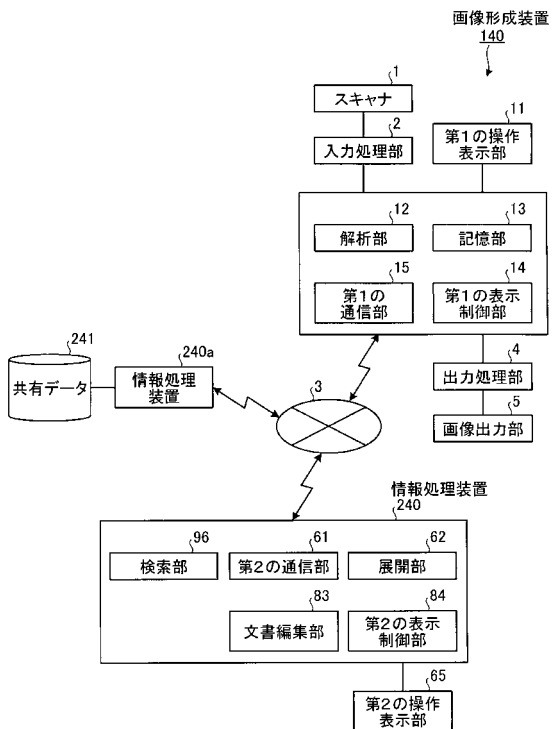 画像形成装置
140
1
スキャナ
2
入力処理部
11
第1の操作
表示部
12
解析部
13
記憶部
15
第1の
通信部
14
第1の表示
制御部
241
共有データ
240a
情報処理
装置
3
4
出力処理部
5
画像出力部
情報処理装置
240
96
検索部
61
第2の通信部
62
展開部
83
文書編集部
84
第2の表示
制御部
65
第2の操作
表示部